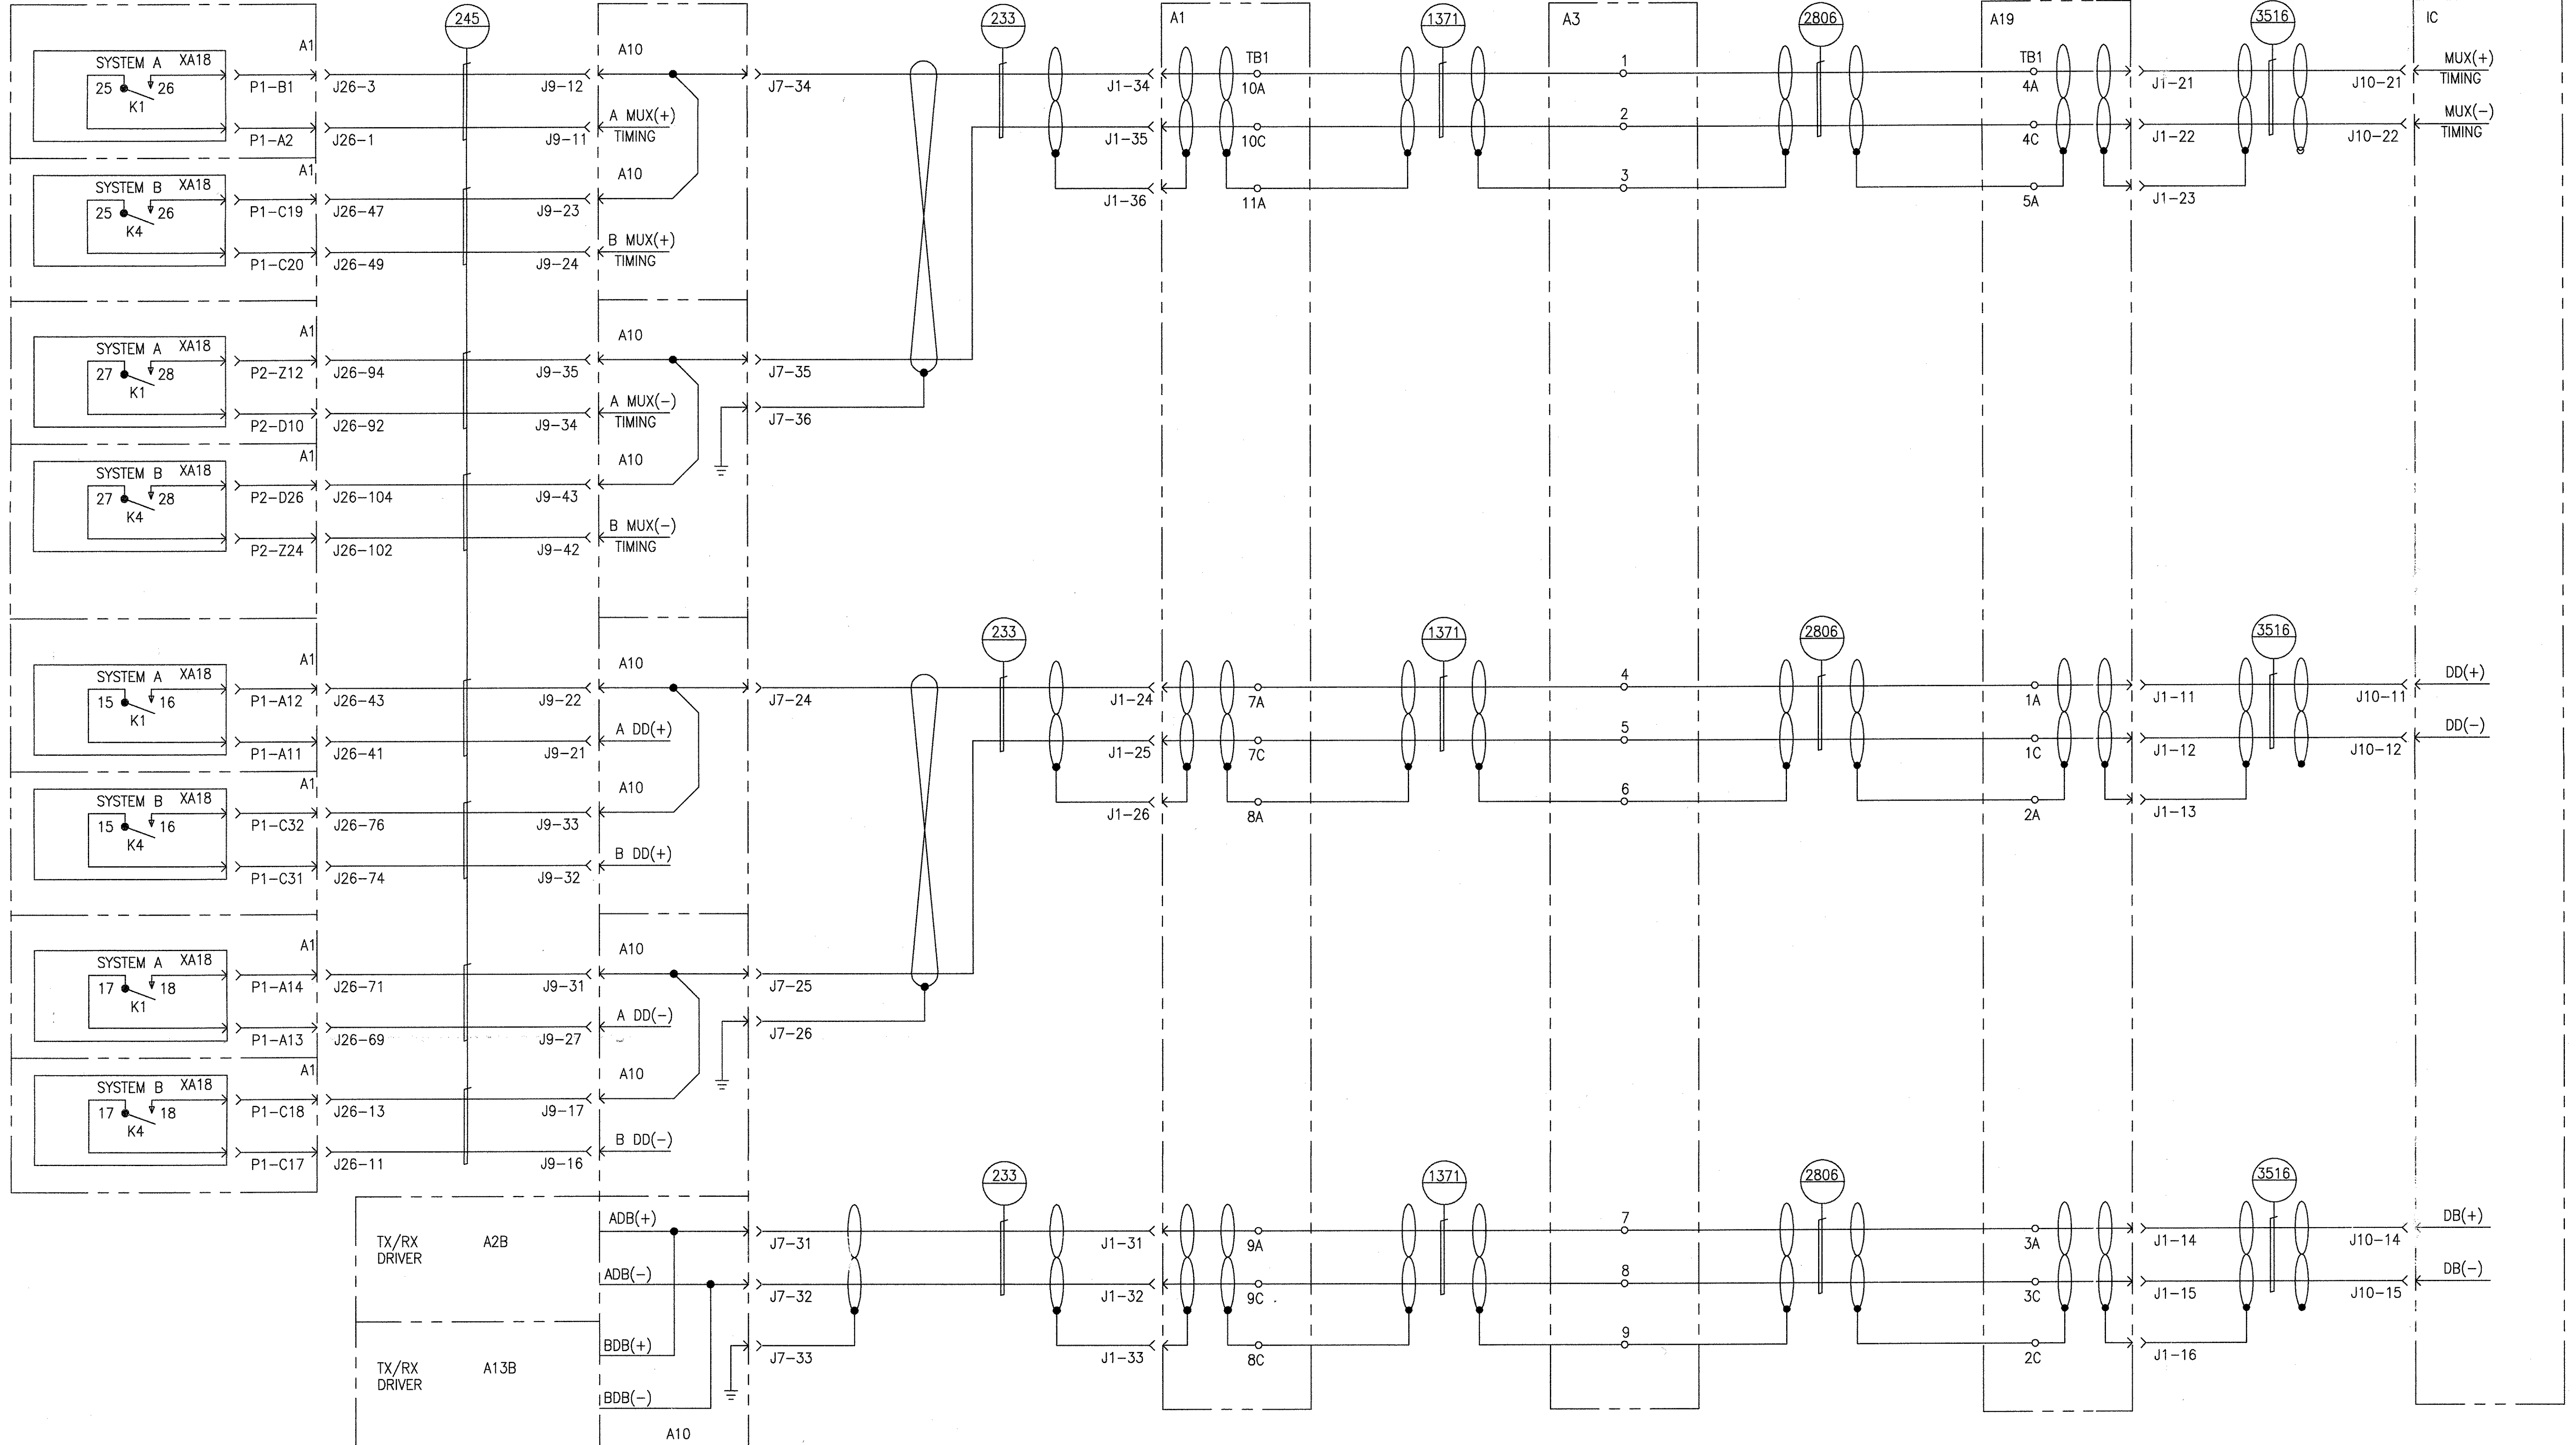 245
233
A1
1371
A3
2806
A19
3516
IC
A1
SYSTEM A XA18
25 26
K1
P1-B1 J26-3 J9-12
A10
J7-34
J1-34
TB1
10A
1
TB1
4A
J1-21
J10-21
MUX(+)
TIMING
P1-A2 J26-1 J9-11
A MUX(+)
TIMING
J1-35
10C
2
4C
J1-22
J10-22
MUX(-)
TIMING
A1
SYSTEM B XA18
25 26
K4
P1-C19 J26-47 J9-23
A10
J1-36
11A
3
5A
J1-23
P1-C20 J26-49 J9-24
B MUX(+)
TIMING
A1
SYSTEM A XA18
27 28
K1
P2-Z12 J26-94 J9-35
A10
J7-35
P2-D10 J26-92 J9-34
A MUX(-)
TIMING
J7-36
A1
SYSTEM B XA18
27 28
K4
P2-D26 J26-104 J9-43
A10
P2-Z24 J26-102 J9-42
B MUX(-)
TIMING
233
1371
2806
3516
A1
SYSTEM A XA18
15 16
K1
P1-A12 J26-43 J9-22
A10
J7-24
J1-24
7A
4
1A
J1-11
J10-11
DD(+)
P1-A11 J26-41 J9-21
A DD(+)
J1-25
7C
5
1C
J1-12
J10-12
DD(-)
A1
SYSTEM B XA18
15 16
K4
P1-C32 J26-76 J9-33
A10
J1-26
8A
6
2A
J1-13
P1-C31 J26-74 J9-32
B DD(+)
A1
SYSTEM A XA18
17 18
K1
P1-A14 J26-71 J9-31
A10
J7-25
P1-A13 J26-69 J9-27
A DD(-)
J7-26
A1
SYSTEM B XA18
17 18
K4
P1-C18 J26-13 J9-17
A10
P1-C17 J26-11 J9-16
B DD(-)
233
1371
2806
3516
TX/RX
DRIVER
A2B
ADB(+)
J7-31
J1-31
9A
7
3A
J1-14
J10-14
DB(+)
ADB(-)
J7-32
J1-32
9C
8
3C
J1-15
J10-15
DB(-)
TX/RX
DRIVER
A13B
BDB(+)
J7-33
J1-33
8C
9
2C
J1-16
BDB(-)
A10